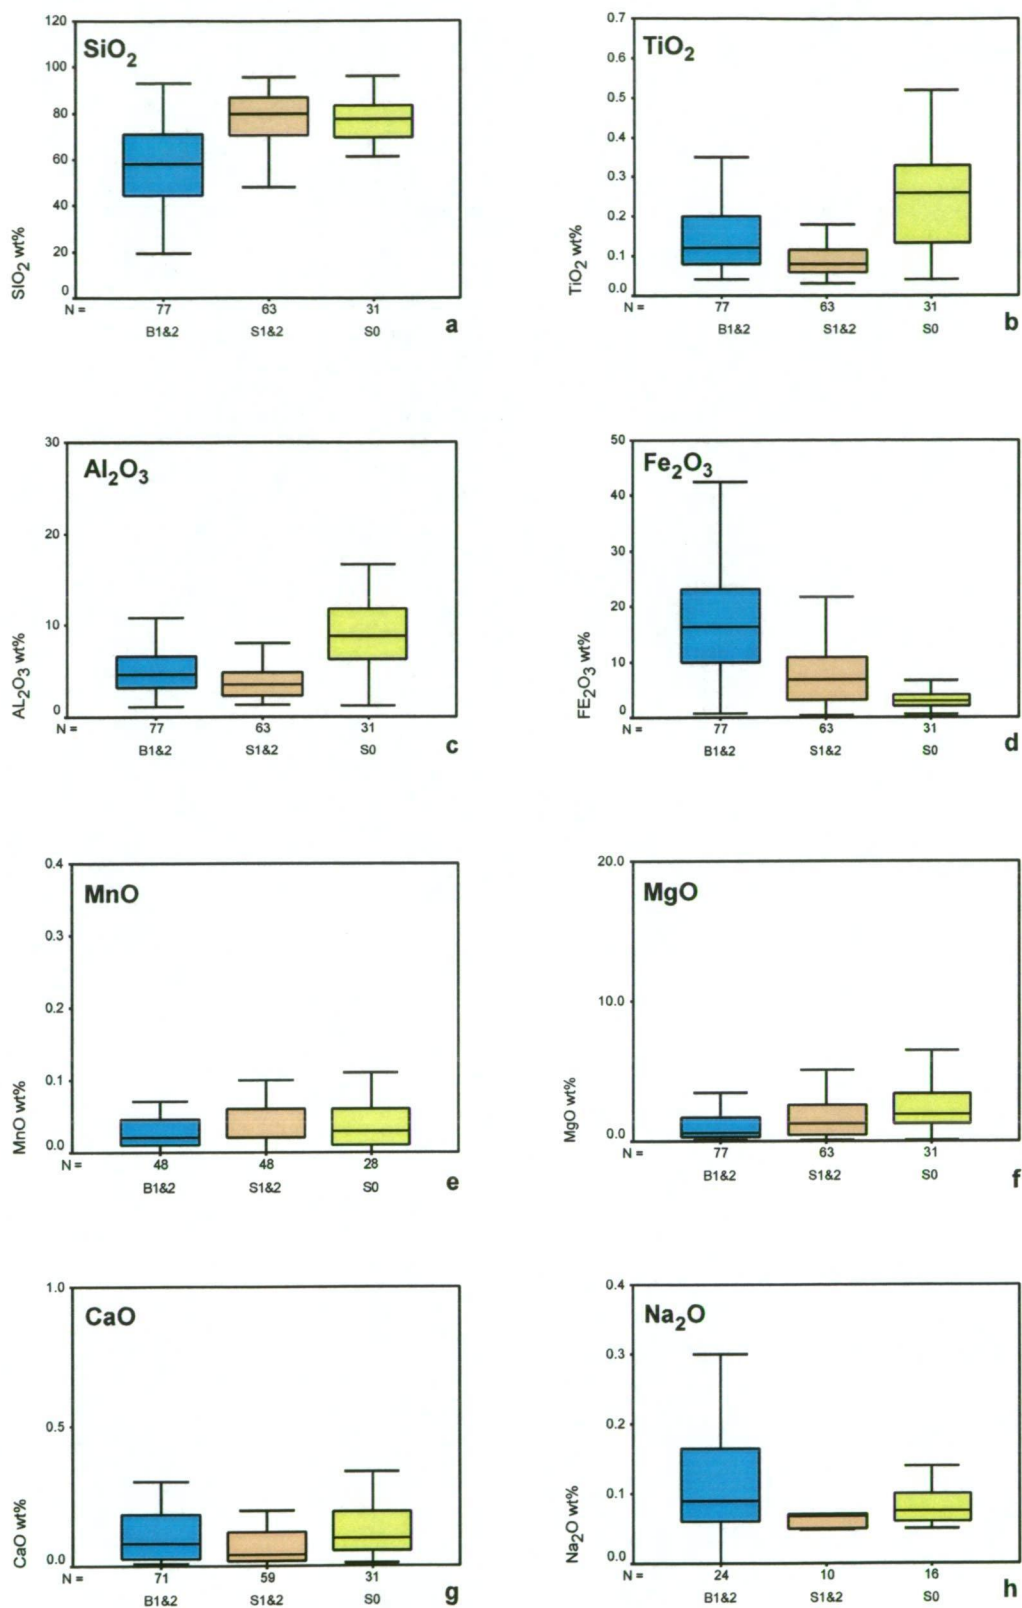 120
SiO2
100
80
60
40
20
0
SIO2 wt%
N = 77 63 31
B1&2 S1&2 S0
a
0.7
TiO2
0.6
0.5
0.4
0.3
0.2
0.1
0.0
TiO2 wt%
N = 77 63 31
B1&2 S1&2 S0
b
30
Al2O3
20
10
0
AL2O3 wt%
N = 77 63 31
B1&2 S1&2 S0
c
50
Fe2O3
40
30
20
10
0
FE2O3 wt%
N = 77 63 31
B1&2 S1&2 S0
d
0.4
MnO
0.3
0.2
0.1
0.0
MnO wt%
N = 48 48 28
B1&2 S1&2 S0
e
20.0
MgO
10.0
0.0
MgO wt%
N = 77 63 31
B1&2 S1&2 S0
f
1.0
CaO
0.5
0.0
CaO wt%
N = 71 59 31
B1&2 S1&2 S0
g
0.4
Na2O
0.3
0.2
0.1
0.0
Na2O wt%
N = 24 10 16
B1&2 S1&2 S0
h